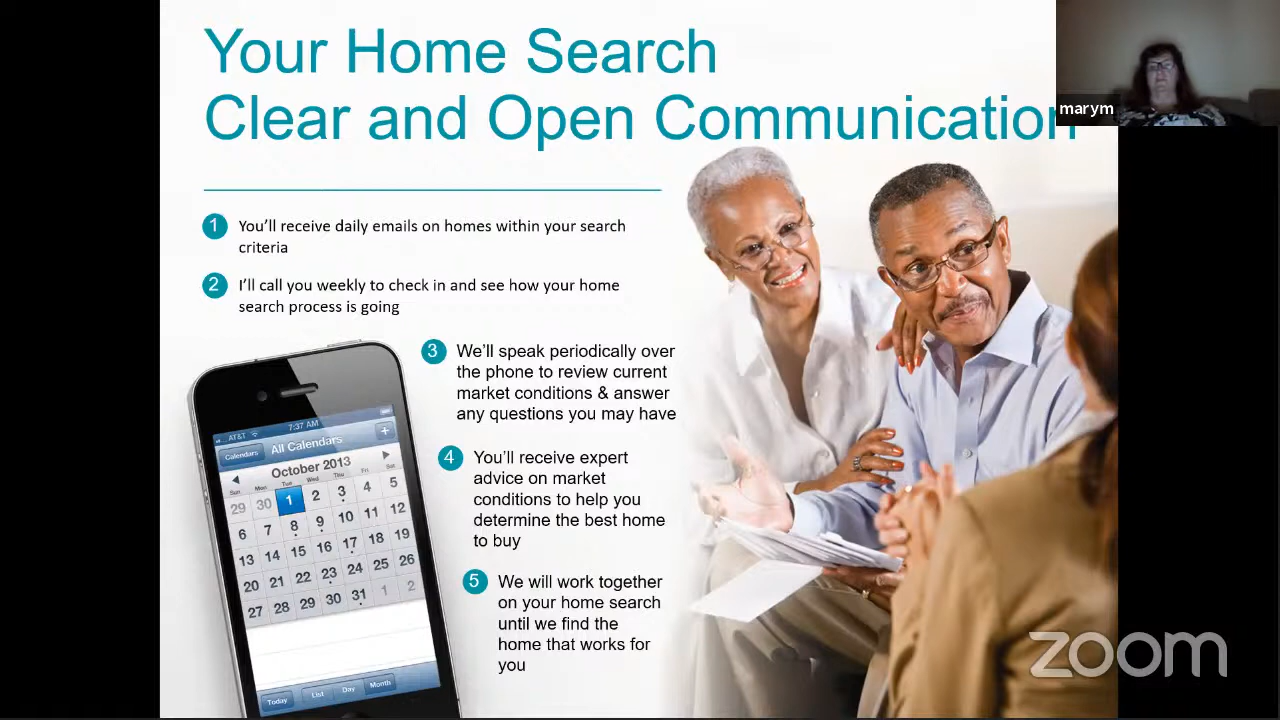 Your Home Search
Clear and Open Communication
marym
1 You'll receive daily emails on homes within your search
criteria
2 I'll call you weekly to check in and see how your home
search process is going
3 We'll speak periodically over
the phone to review current
market conditions & answer
any questions you may have
4 You'll receive expert
advice on market
conditions to help you
determine the best home
to buy
5 We will work together
on your home search
until we find the
home that works for
you
AT&T 7:37 AM
Calendars All Calendars +
October 2013
Sun Mon Tue Wed Thu Fri Sat
29 30 1 2 3 4 5
6 7 8 9 10 11 12
13 14 15 16 17 18 19
20 21 22 23 24 25 26
27 28 29 30 31 1 2
Today List Day Month
zoom